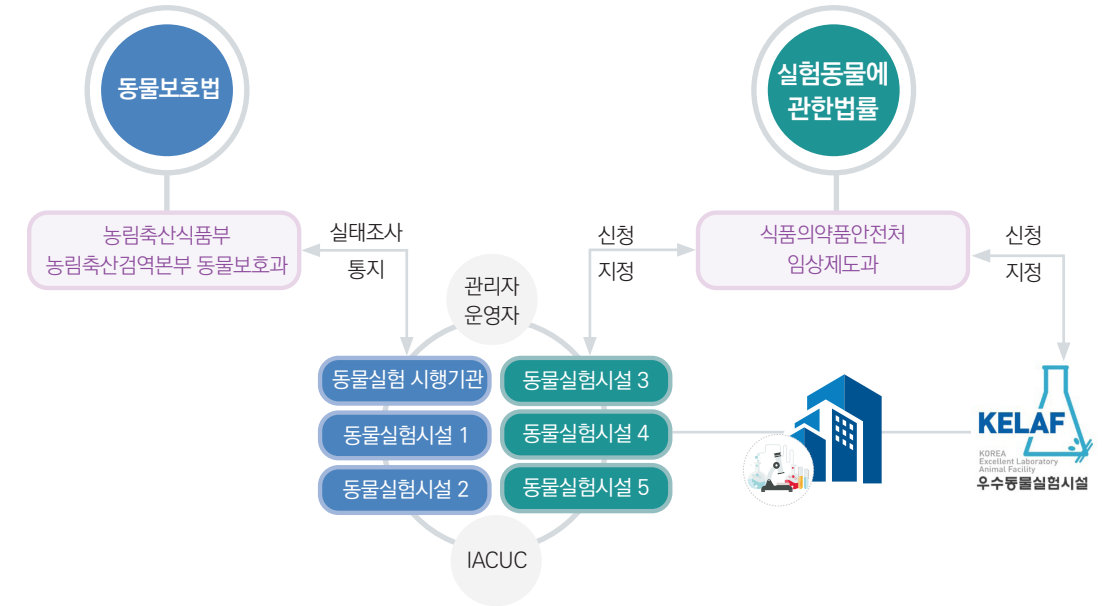 동물보호법
실험동물에
관한법률
농림축산식품부
농림축산검역본부 동물보호과
실태조사
통지
신청
지정
식품의약품안전처
임상제도과
신청
지정
관리자
운영자
동물실험 시행기관
동물실험시설 1
동물실험시설 2
동물실험시설 3
동물실험시설 4
동물실험시설 5
IACUC
KELAF
KOREA
Excellent Laboratory
Animal Facility
우수동물실험시설